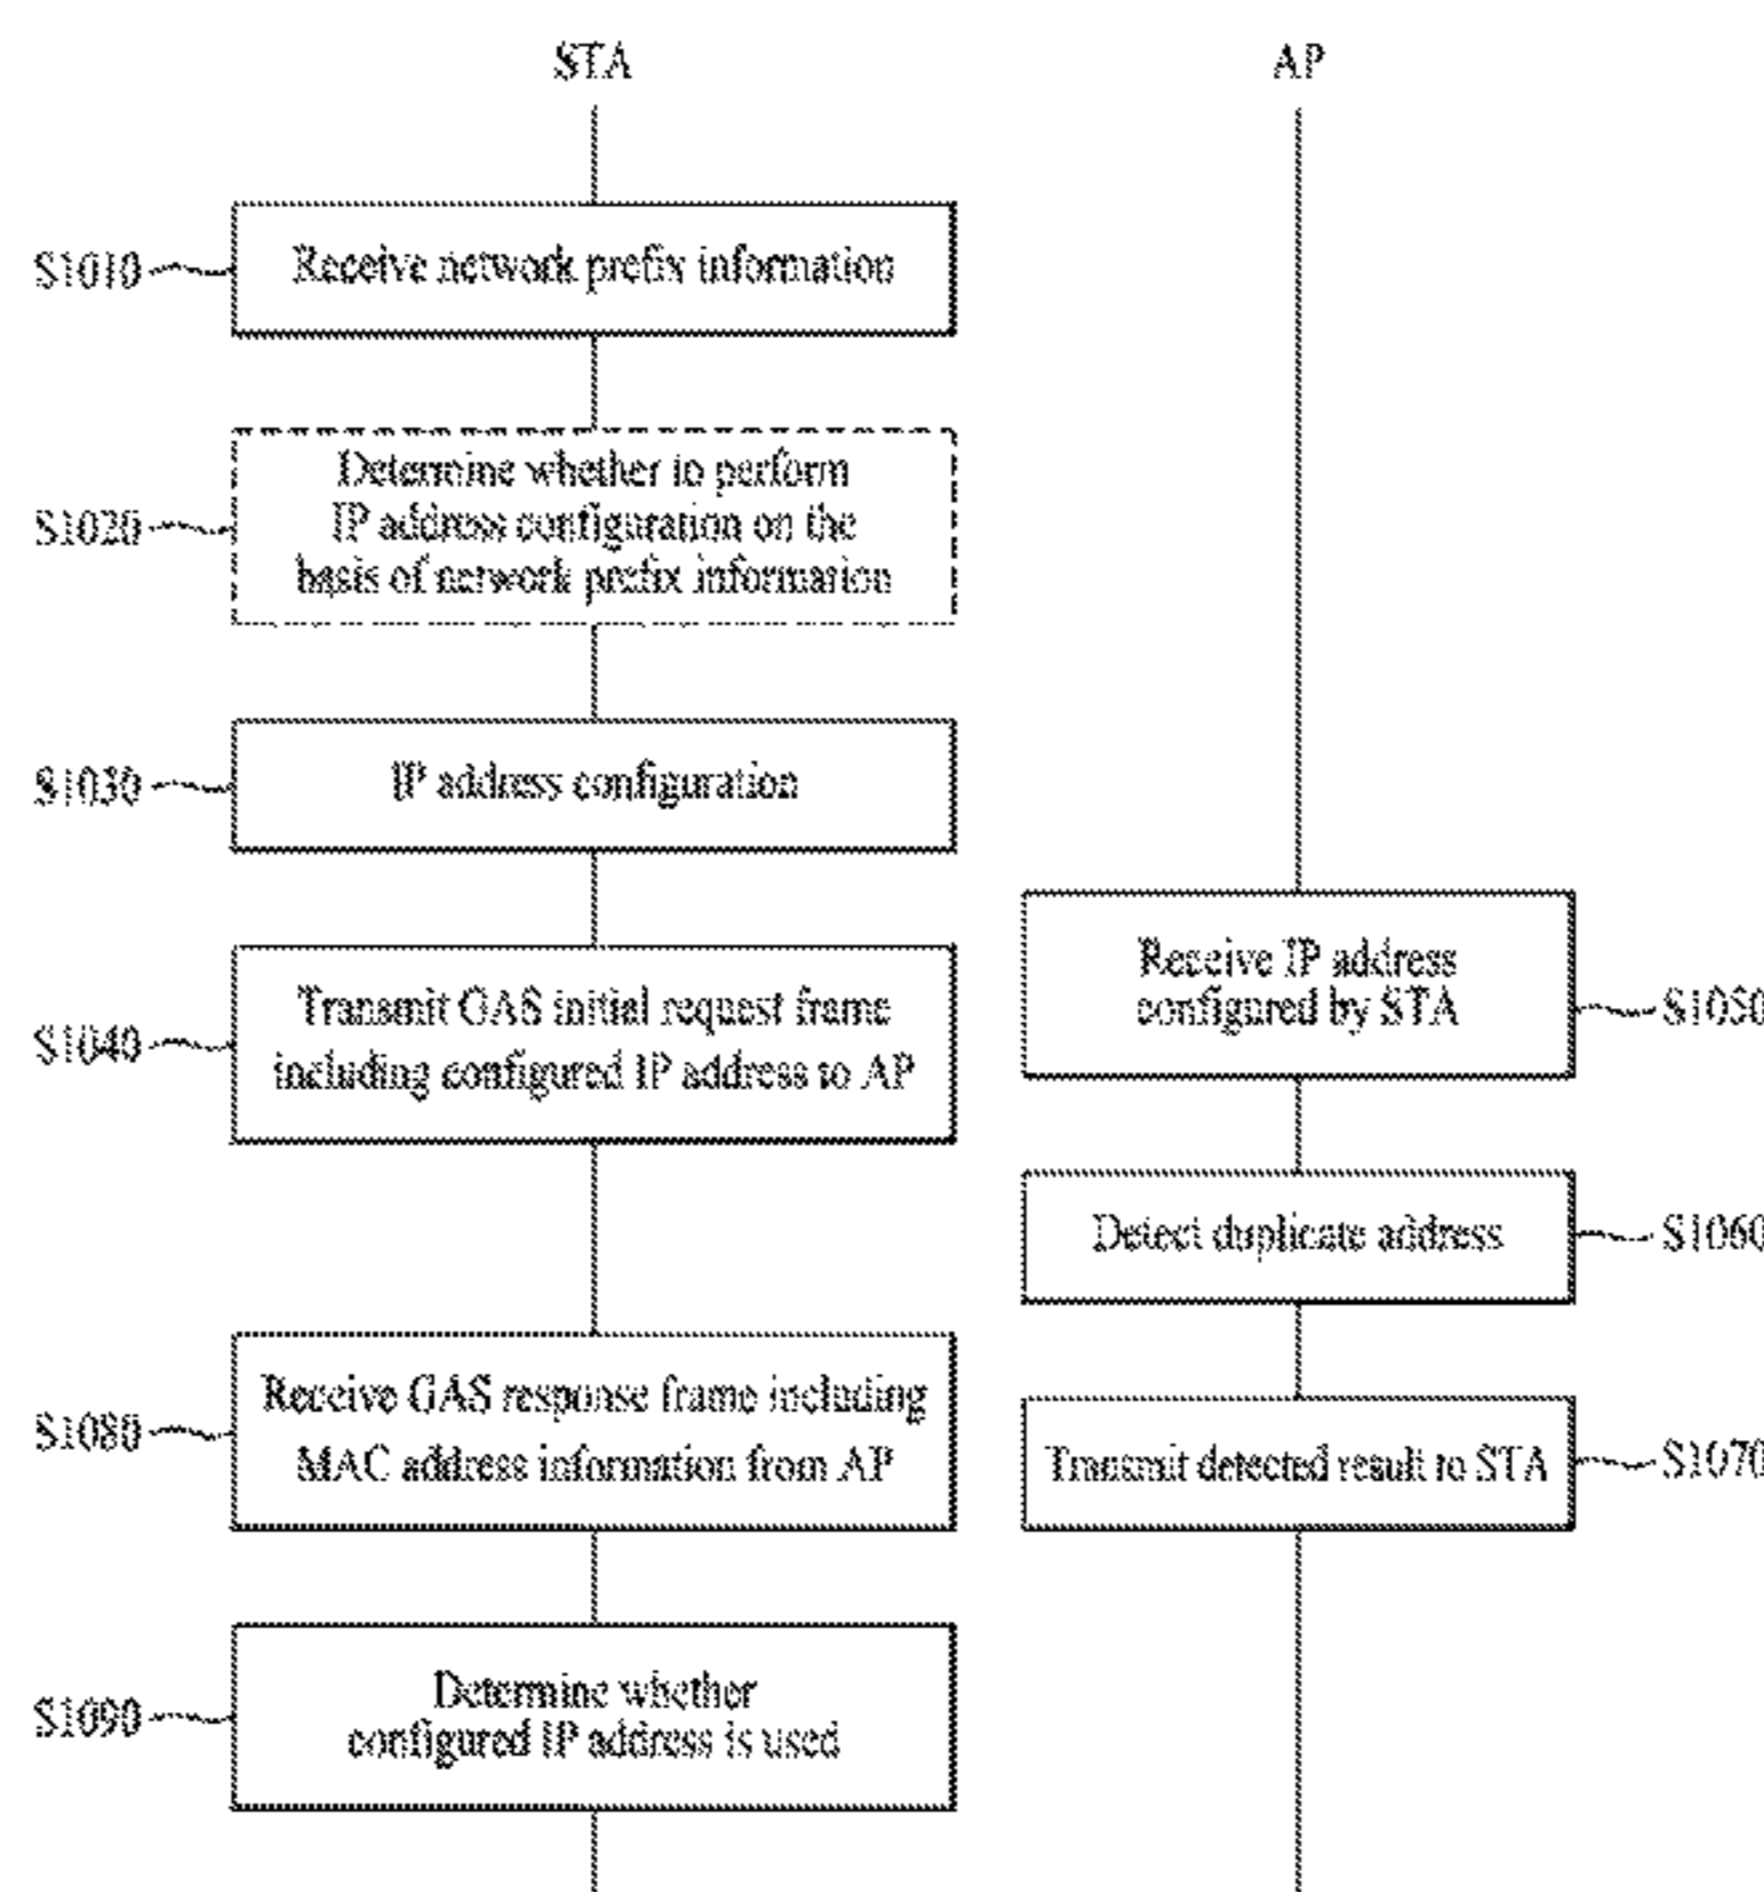 STA
AP
S1010
Receive network prefix information
S1020
Determine whether to perform
IP address configuration on the
basis of network prefix information
S1030
IP address configuration
S1040
Transmit GAS initial request frame
including configured IP address to AP
Receive IP address
configured by STA
S1050
Detect duplicate address
S1060
S1080
Receive GAS response frame including
MAC address information from AP
Transmit detected result to STA
S1070
S1090
Determine whether
configured IP address is used